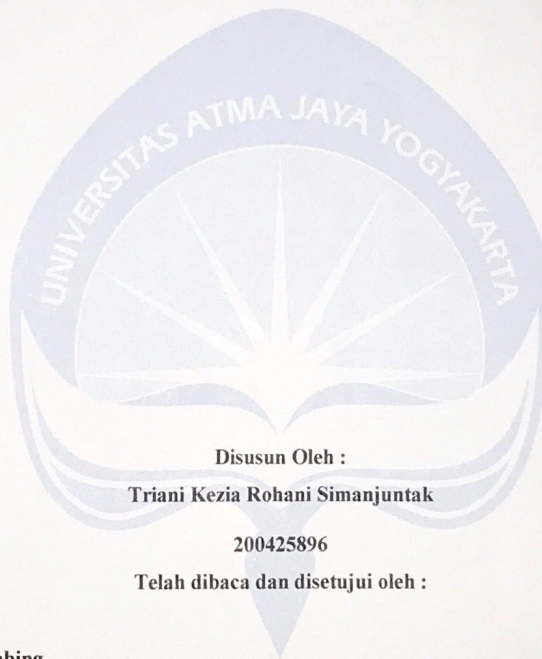 UNIVERSITAS ATMA JAYA YOGYAKARTA
Disusun Oleh :
Triani Kezia Rohani Simanjuntak
200425896
Telah dibaca dan disetujui oleh :